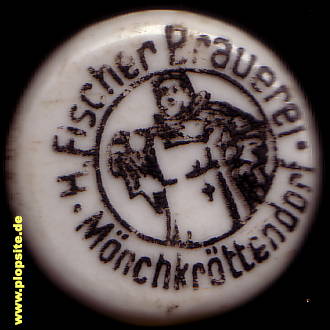 H. Fischer Brauerei
Mönchkröttendorf
www.plopsite.de